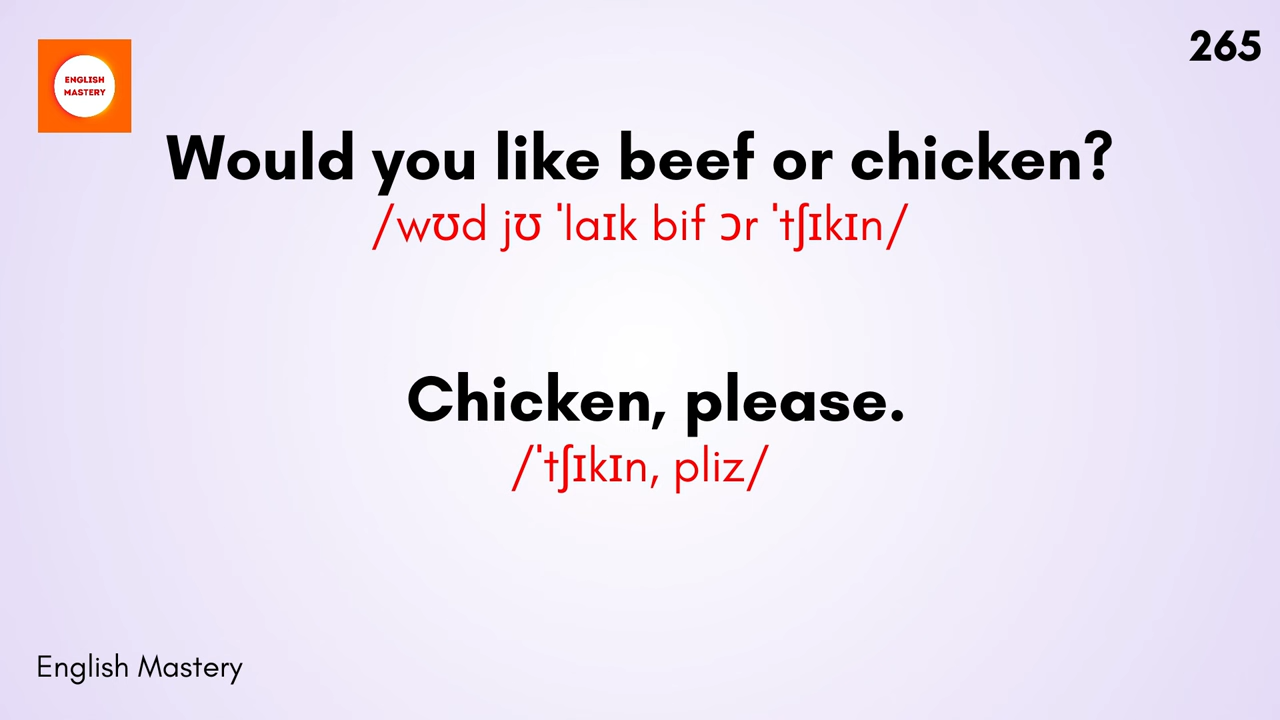 ENGLISH
MASTERY
265
Would you like beef or chicken?
/wʊd jʊ ˈlaɪk bif ɔr ˈtʃɪkɪn/
Chicken, please.
/ˈtʃɪkɪn, pliz/
English Mastery